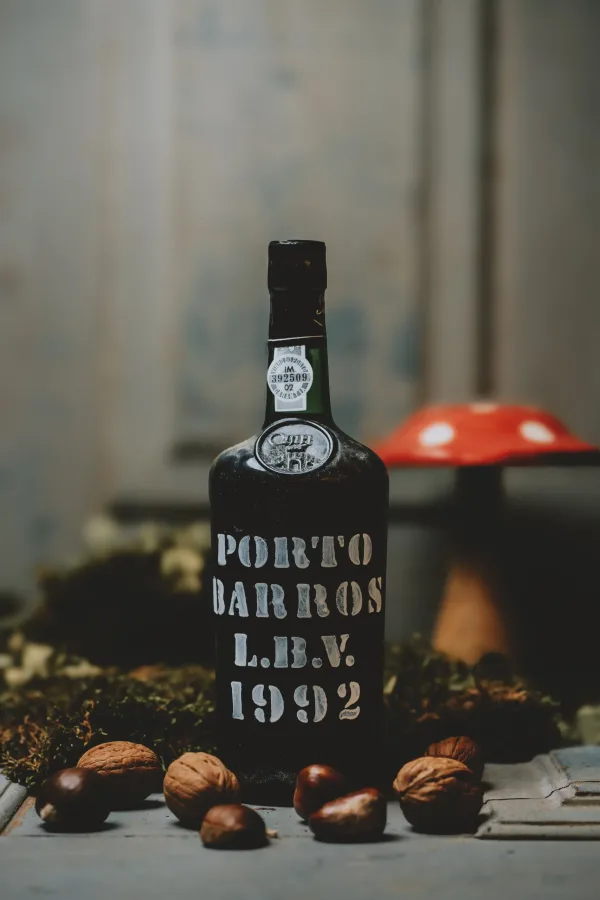 IM
392509
02
PORTO
BARROS
L.B.V.
1992